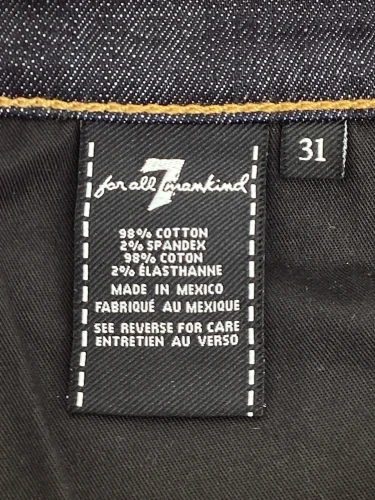 for all 7 mankind
31
98% COTTON
2% SPANDEX
98% COTON
2% ÉLASTHANNE
MADE IN MEXICO
FABRIQUÉ AU MEXIQUE
SEE REVERSE FOR CARE
ENTRETIEN AU VERSO